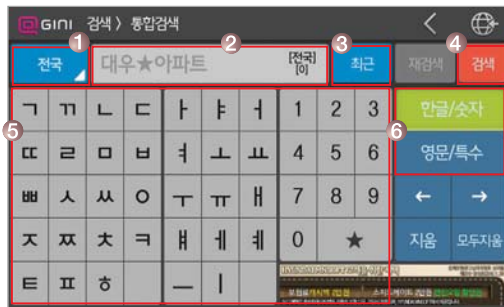 GINI 검색 〉 통합검색
① ② ③ ④
전국 대우★아파트 [전국] [0] 최근 재검색 검색
ㄱ ㄲ ㄴ ㄷ ㅏ ㅑ ㅓ 1 2 3 한글/숫자
⑤ ⑥
ㄸ ㄹ ㅁ ㅂ ㅕ ㅗ ㅛ 4 5 6 영문/특수
ㅃ ㅅ ㅆ ㅇ ㅜ ㅠ ㅐ 7 8 9 ← →
ㅈ ㅉ ㅊ ㅋ ㅒ ㅔ ㅖ 0 ★ 지움 모두지움
ㅌ ㅍ ㅎ ㅡ ㅣ